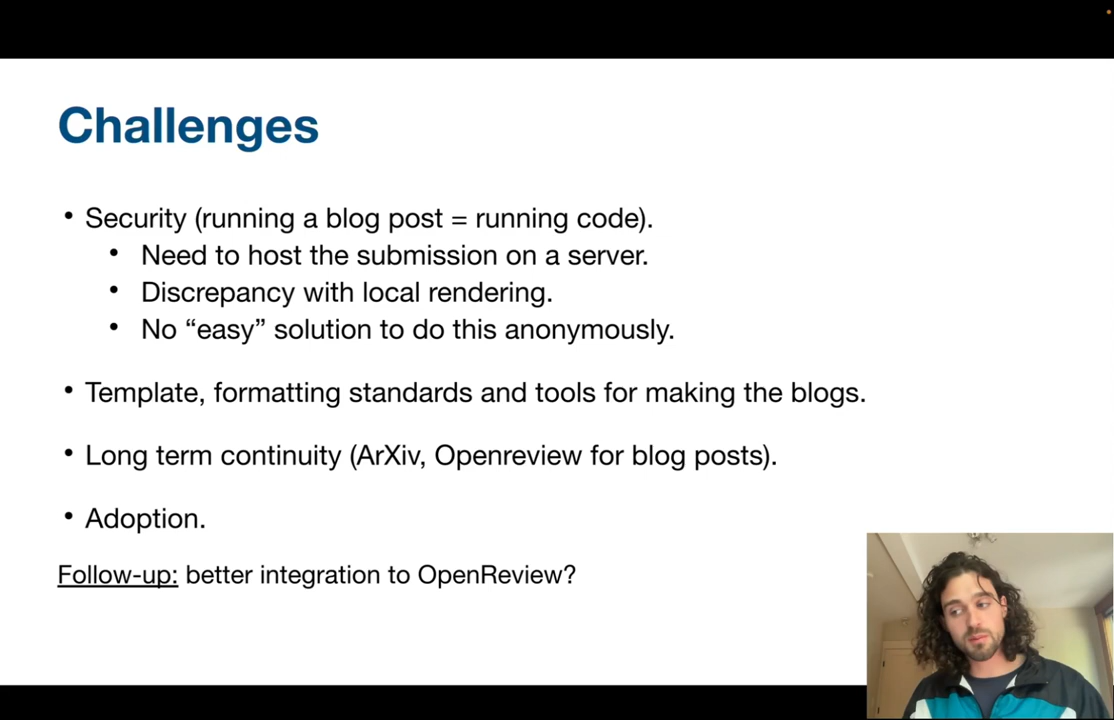 Challenges
• Security (running a blog post = running code).
• Need to host the submission on a server.
• Discrepancy with local rendering.
• No “easy” solution to do this anonymously.
• Template, formatting standards and tools for making the blogs.
• Long term continuity (ArXiv, Openreview for blog posts).
• Adoption.
Follow-up: better integration to OpenReview?